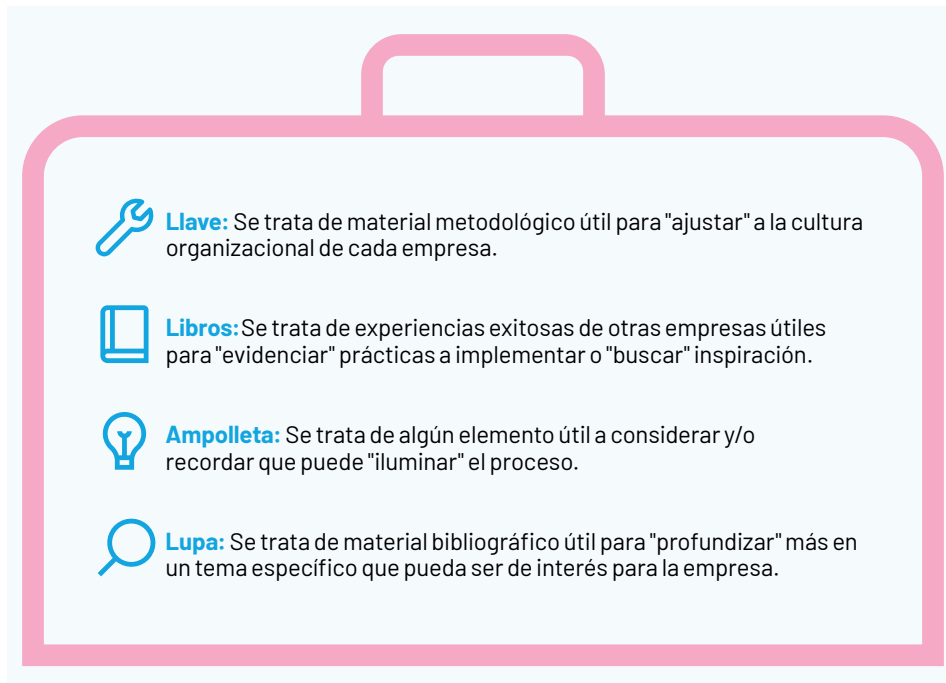 Llave: Se trata de material metodológico útil para "ajustar" a la cultura
organizacional de cada empresa.
Libros: Se trata de experiencias exitosas de otras empresas útiles
para "evidenciar" prácticas a implementar o "buscar" inspiración.
Ampolleta: Se trata de algún elemento útil a considerar y/o
recordar que puede "iluminar" el proceso.
Lupa: Se trata de material bibliográfico útil para "profundizar" más en
un tema específico que pueda ser de interés para la empresa.